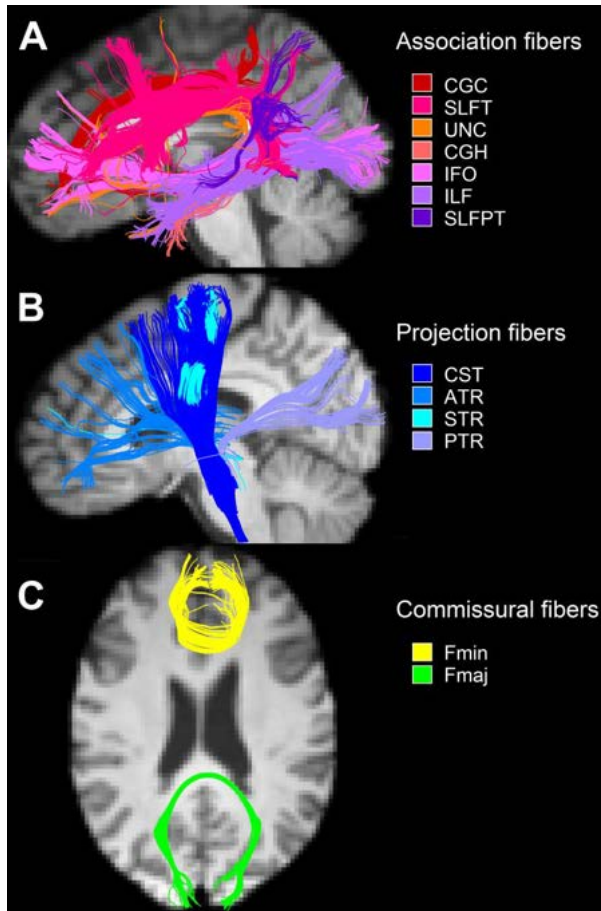 A
Association fibers
CGC
SLFT
UNC
CGH
IFO
ILF
SLFPT
B
Projection fibers
CST
ATR
STR
PTR
C
Commissural fibers
Fmin
Fmaj